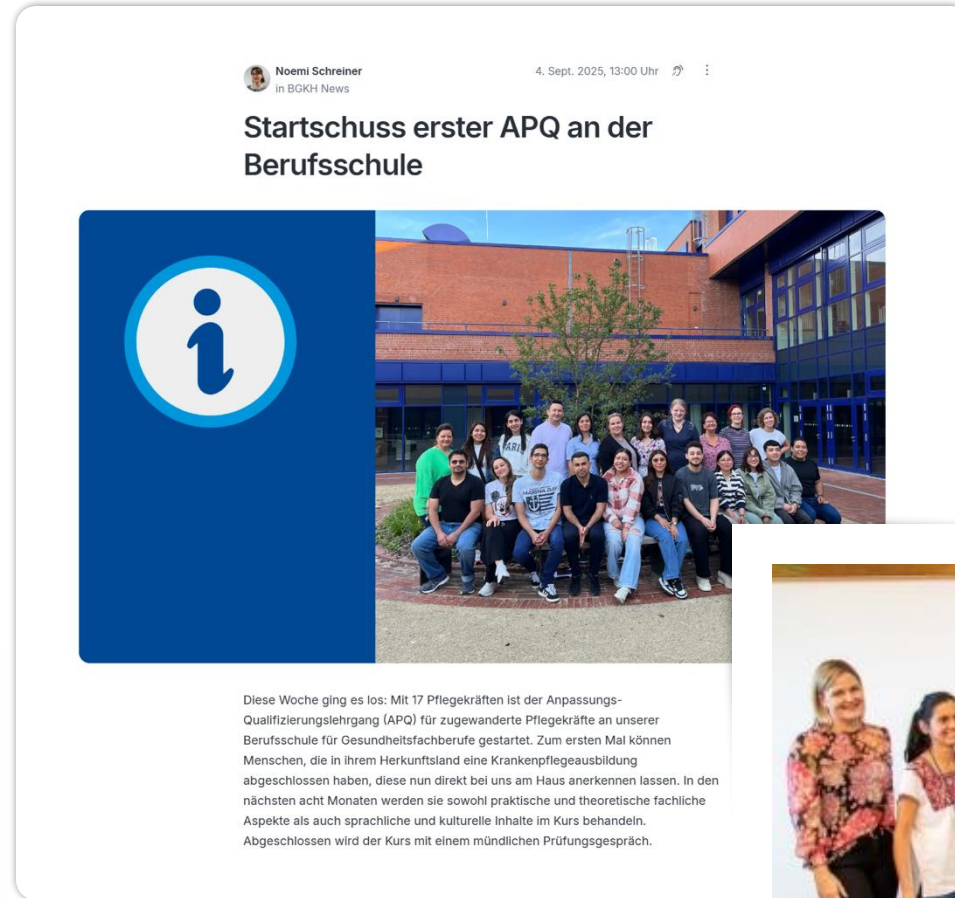 Noemi Schreiner
in BGKH News
4. Sept. 2025, 13:00 Uhr
Startschuss erster APQ an der
Berufsschule
i
Diese Woche ging es los: Mit 17 Pflegekräften ist der Anpassungs-
Qualifizierungslehrgang (APQ) für zugewanderte Pflegekräfte an unserer
Berufsschule für Gesundheitsfachberufe gestartet. Zum ersten Mal können
Menschen, die in ihrem Herkunftsland eine Krankenpflegeausbildung
abgeschlossen haben, diese nun direkt bei uns am Haus anerkennen lassen. In den
nächsten acht Monaten werden sie sowohl praktische und theoretische fachliche
Aspekte als auch sprachliche und kulturelle Inhalte im Kurs behandeln.
Abgeschlossen wird der Kurs mit einem mündlichen Prüfungsgespräch.